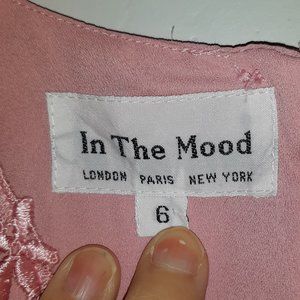 In The Mood
LONDON PARIS NEW YORK
6